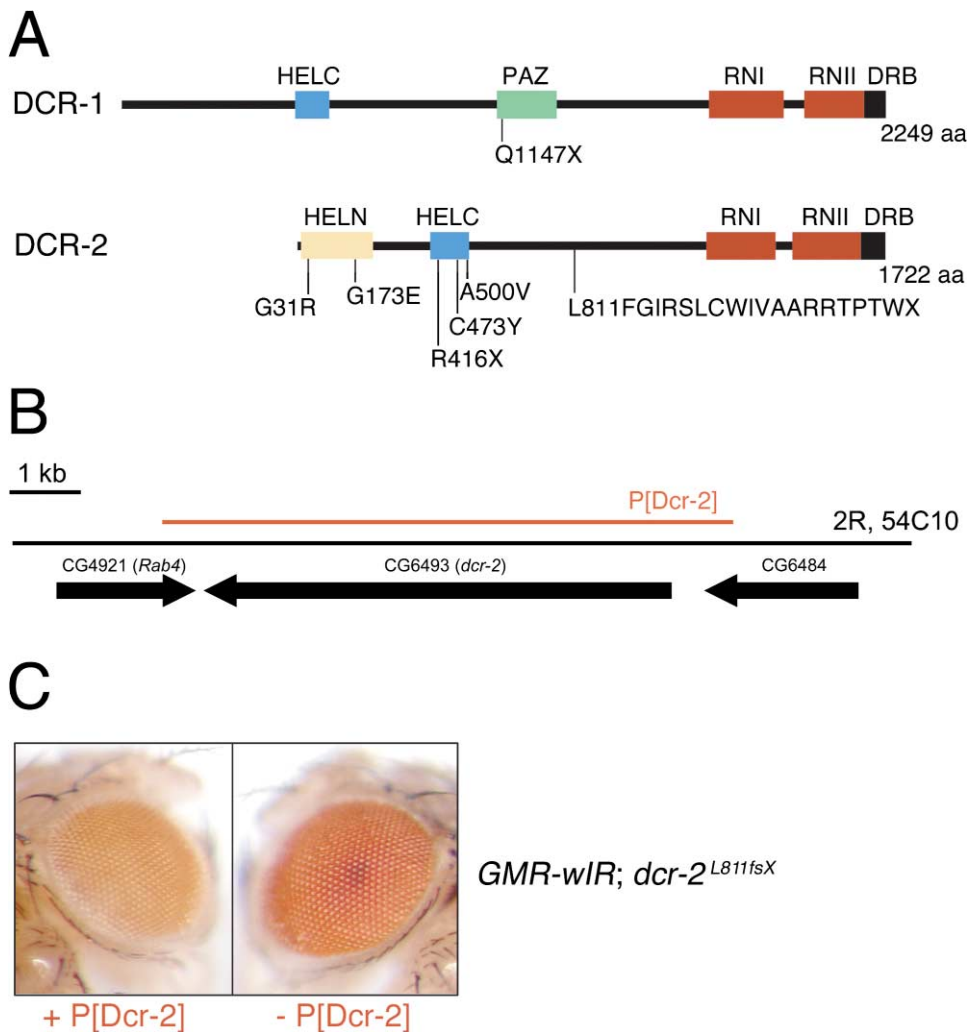 A
HELC PAZ RNI RNII DRB
DCR-1
2249 aa
Q1147X
HELN HELC RNI RNII DRB
DCR-2
1722 aa
G31R G173E A500V L811FGIRSLCWIVAARRTPTWX
C473Y
R416X
B
1 kb
P[Dcr-2]
2R, 54C10
CG4921 (Rab4) CG6493 (dcr-2) CG6484
C
GMR-wIR; dcr-2 L811fsX
+ P[Dcr-2] - P[Dcr-2]